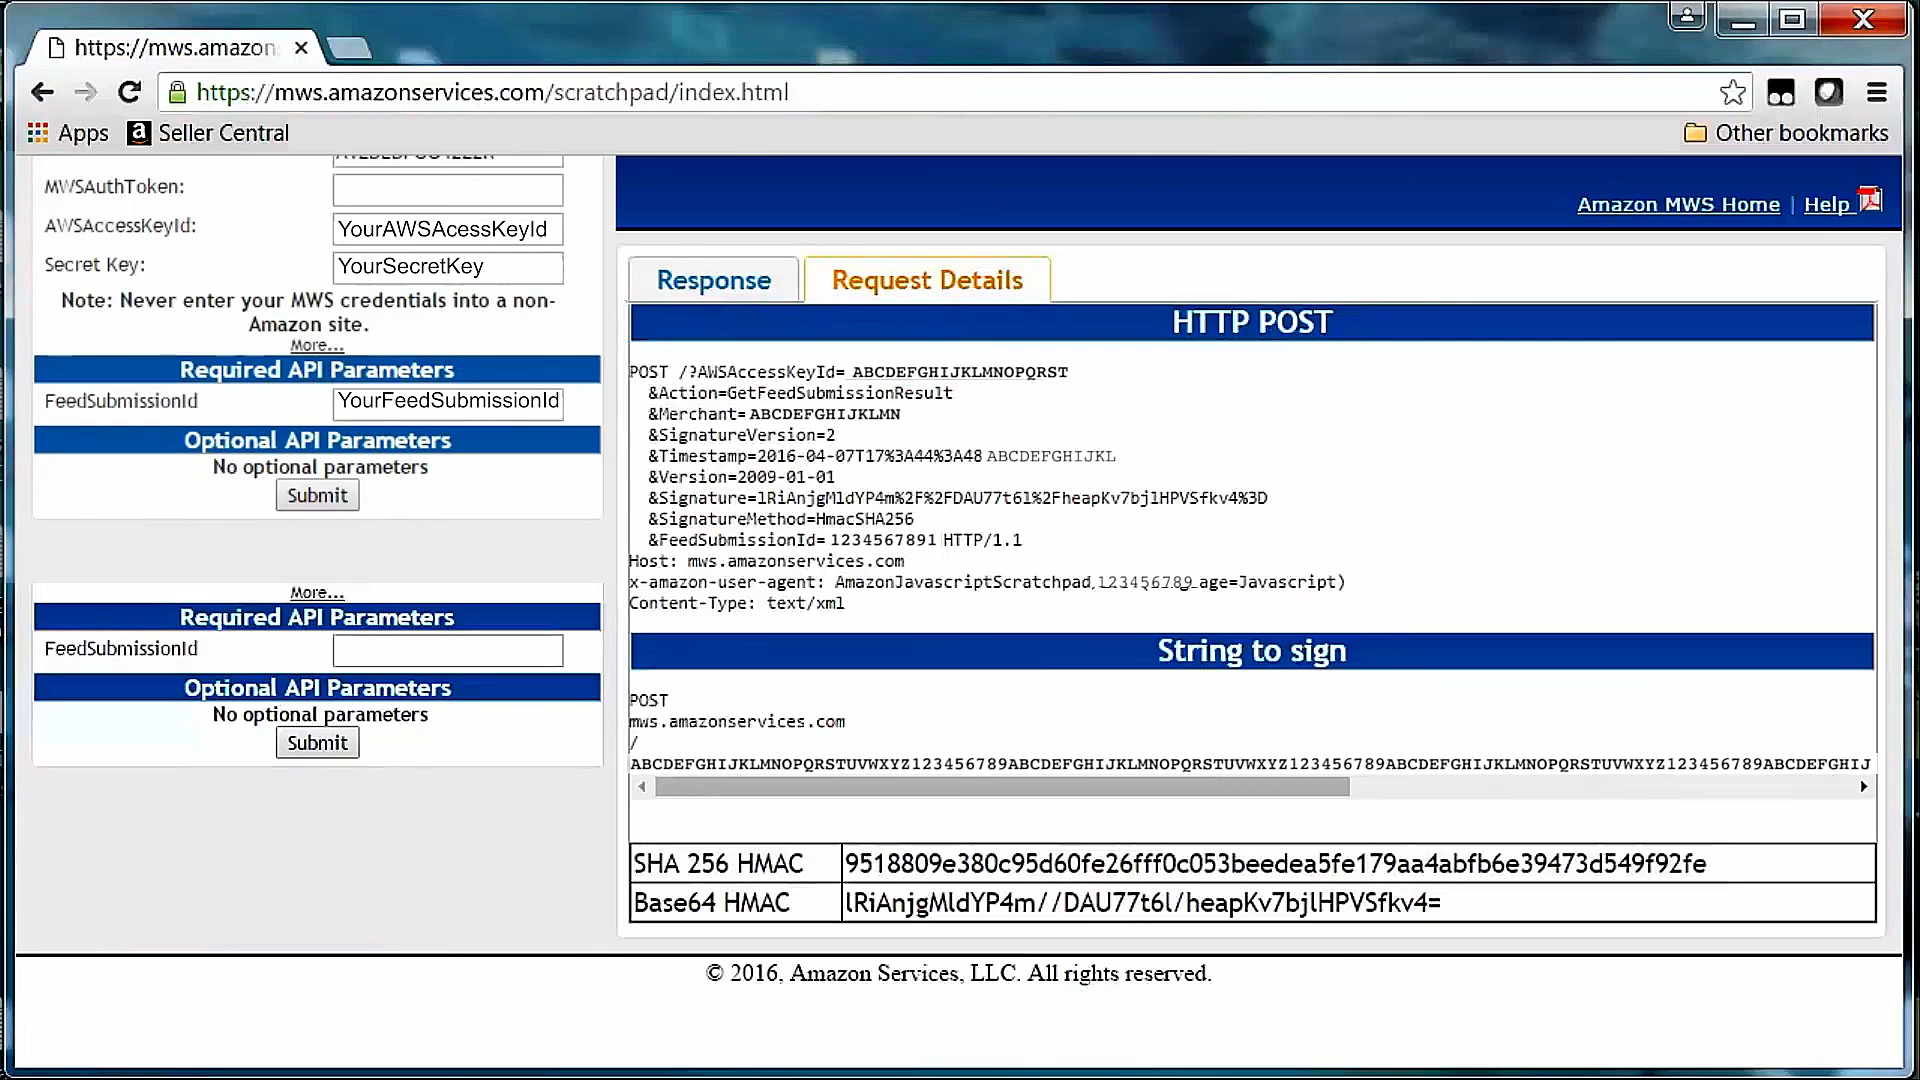 https://mws.amazon
https://mws.amazonservices.com/scratchpad/index.html
Apps
Seller Central
Other bookmarks
MWSAuthToken:
AWSAccessKeyId: YourAWSAcessKeyId
Secret Key: YourSecretKey
Note: Never enter your MWS credentials into a non-
Amazon site.
More...
Required API Parameters
FeedSubmissionId YourFeedSubmissionId
Optional API Parameters
No optional parameters
Submit
More...
Required API Parameters
FeedSubmissionId
Optional API Parameters
No optional parameters
Submit
Amazon MWS Home | Help
Response
Request Details
HTTP POST
POST /?AWSAccessKeyId= ABCDEFGHIJKLMNOPQRST
&Action=GetFeedSubmissionResult
&Merchant= ABCDEFGHIJKLMN
&SignatureVersion=2
&Timestamp=2016-04-07T17%3A44%3A48 ABCDEFGHIJKL
&Version=2009-01-01
&Signature=lRiAnjgMldYP4m%2F%2FDAU77t6l%2FheapKv7bjlHPVSfkv4%3D
&SignatureMethod=HmacSHA256
&FeedSubmissionId= 1234567891 HTTP/1.1
Host: mws.amazonservices.com
x-amazon-user-agent: AmazonJavascriptScratchpad,123456789 age=Javascript)
Content-Type: text/xml
String to sign
POST
mws.amazonservices.com
/
ABCDEFGHIJKLMNOPQRSTUVWXYZ123456789ABCDEFGHIJKLMNOPQRSTUVWXYZ123456789ABCDEFGHIJKLMNOPQRSTUVWXYZ123456789ABCDEFGHIJ
SHA 256 HMAC 9518809e380c95d60fe26fff0c053beedea5fe179aa4abfb6e39473d549f92fe
Base64 HMAC lRiAnjgMldYP4m//DAU77t6l/heapKv7bjlHPVSfkv4=
© 2016, Amazon Services, LLC. All rights reserved.